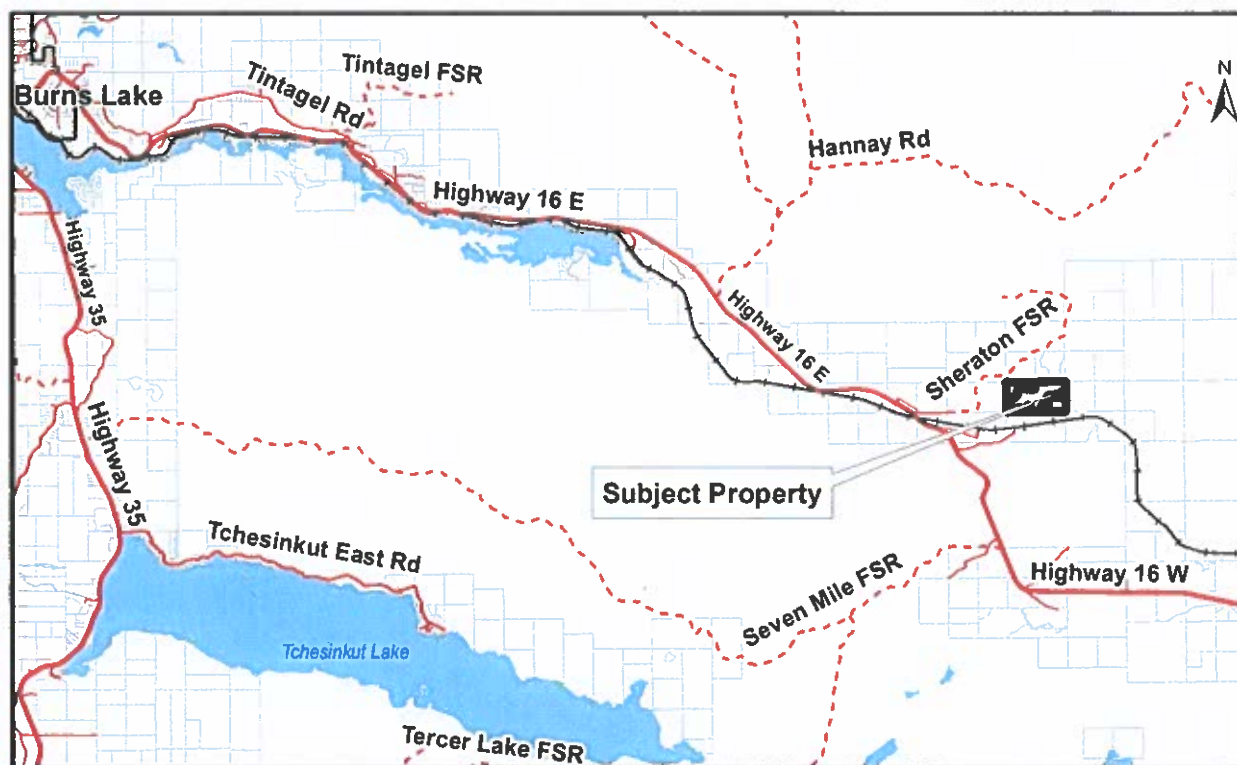 Tintagel FSR
N
Burns Lake
Tintagel Rd
Hannay Rd
Highway 16 E
Highway 35
Highway 16 E
Sheraton FSR
Highway 35
Subject Property
Tchesinkut East Rd
Seven Mile FSR
Highway 16 W
Tchesinkut Lake
Tercer Lake FSR